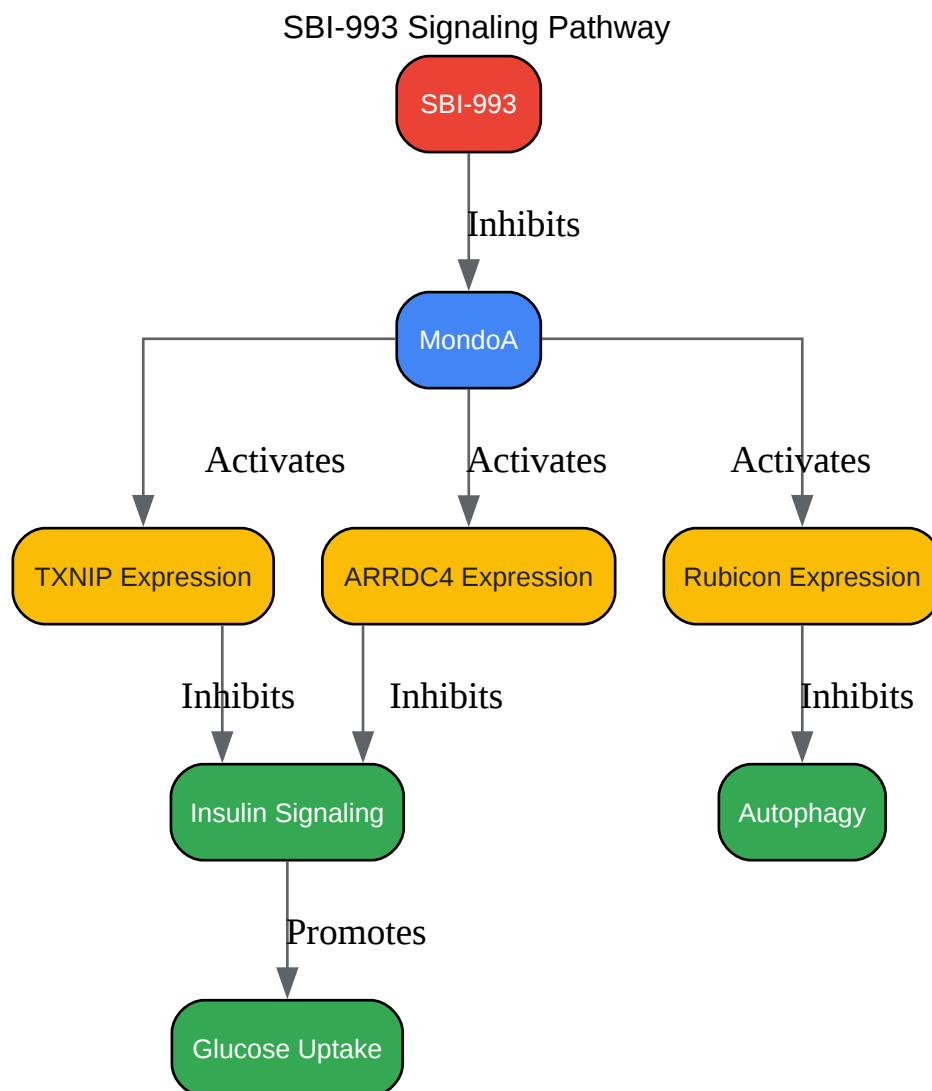 SBI-993 Signaling Pathway
SBI-993
Inhibits
MondoA
Activates
Activates
Activates
TXNIP Expression
ARRDC4 Expression
Rubicon Expression
Inhibits
Inhibits
Inhibits
Insulin Signaling
Autophagy
Promotes
Glucose Uptake